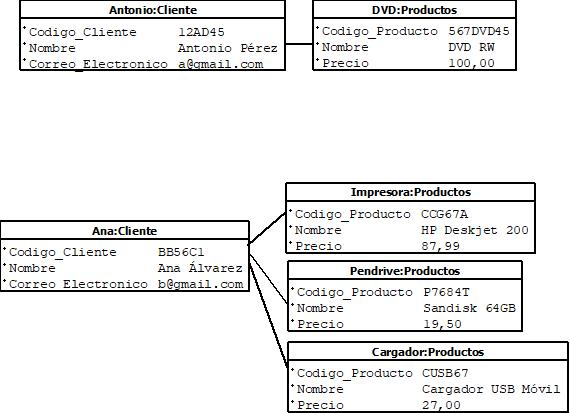 Antonio:Cliente
Codigo_Cliente 12AD45
Nombre Antonio Pérez
Correo_Electronico a@gmail.com
DVD:Productos
Codigo_Producto 567DVD45
Nombre DVD RW
Precio 100,00
Ana:Cliente
Codigo_Cliente BB56C1
Nombre Ana Álvarez
Correo Electronico b@gmail.com
Impresora:Productos
Codigo_Producto CCG67A
Nombre HP Deskjet 200
Precio 87,99
Pendrive:Productos
Codigo_Producto P7684T
Nombre Sandisk 64GB
Precio 19,50
Cargador:Productos
Codigo_Producto CUSB67
Nombre Cargador USB Móvil
Precio 27,00